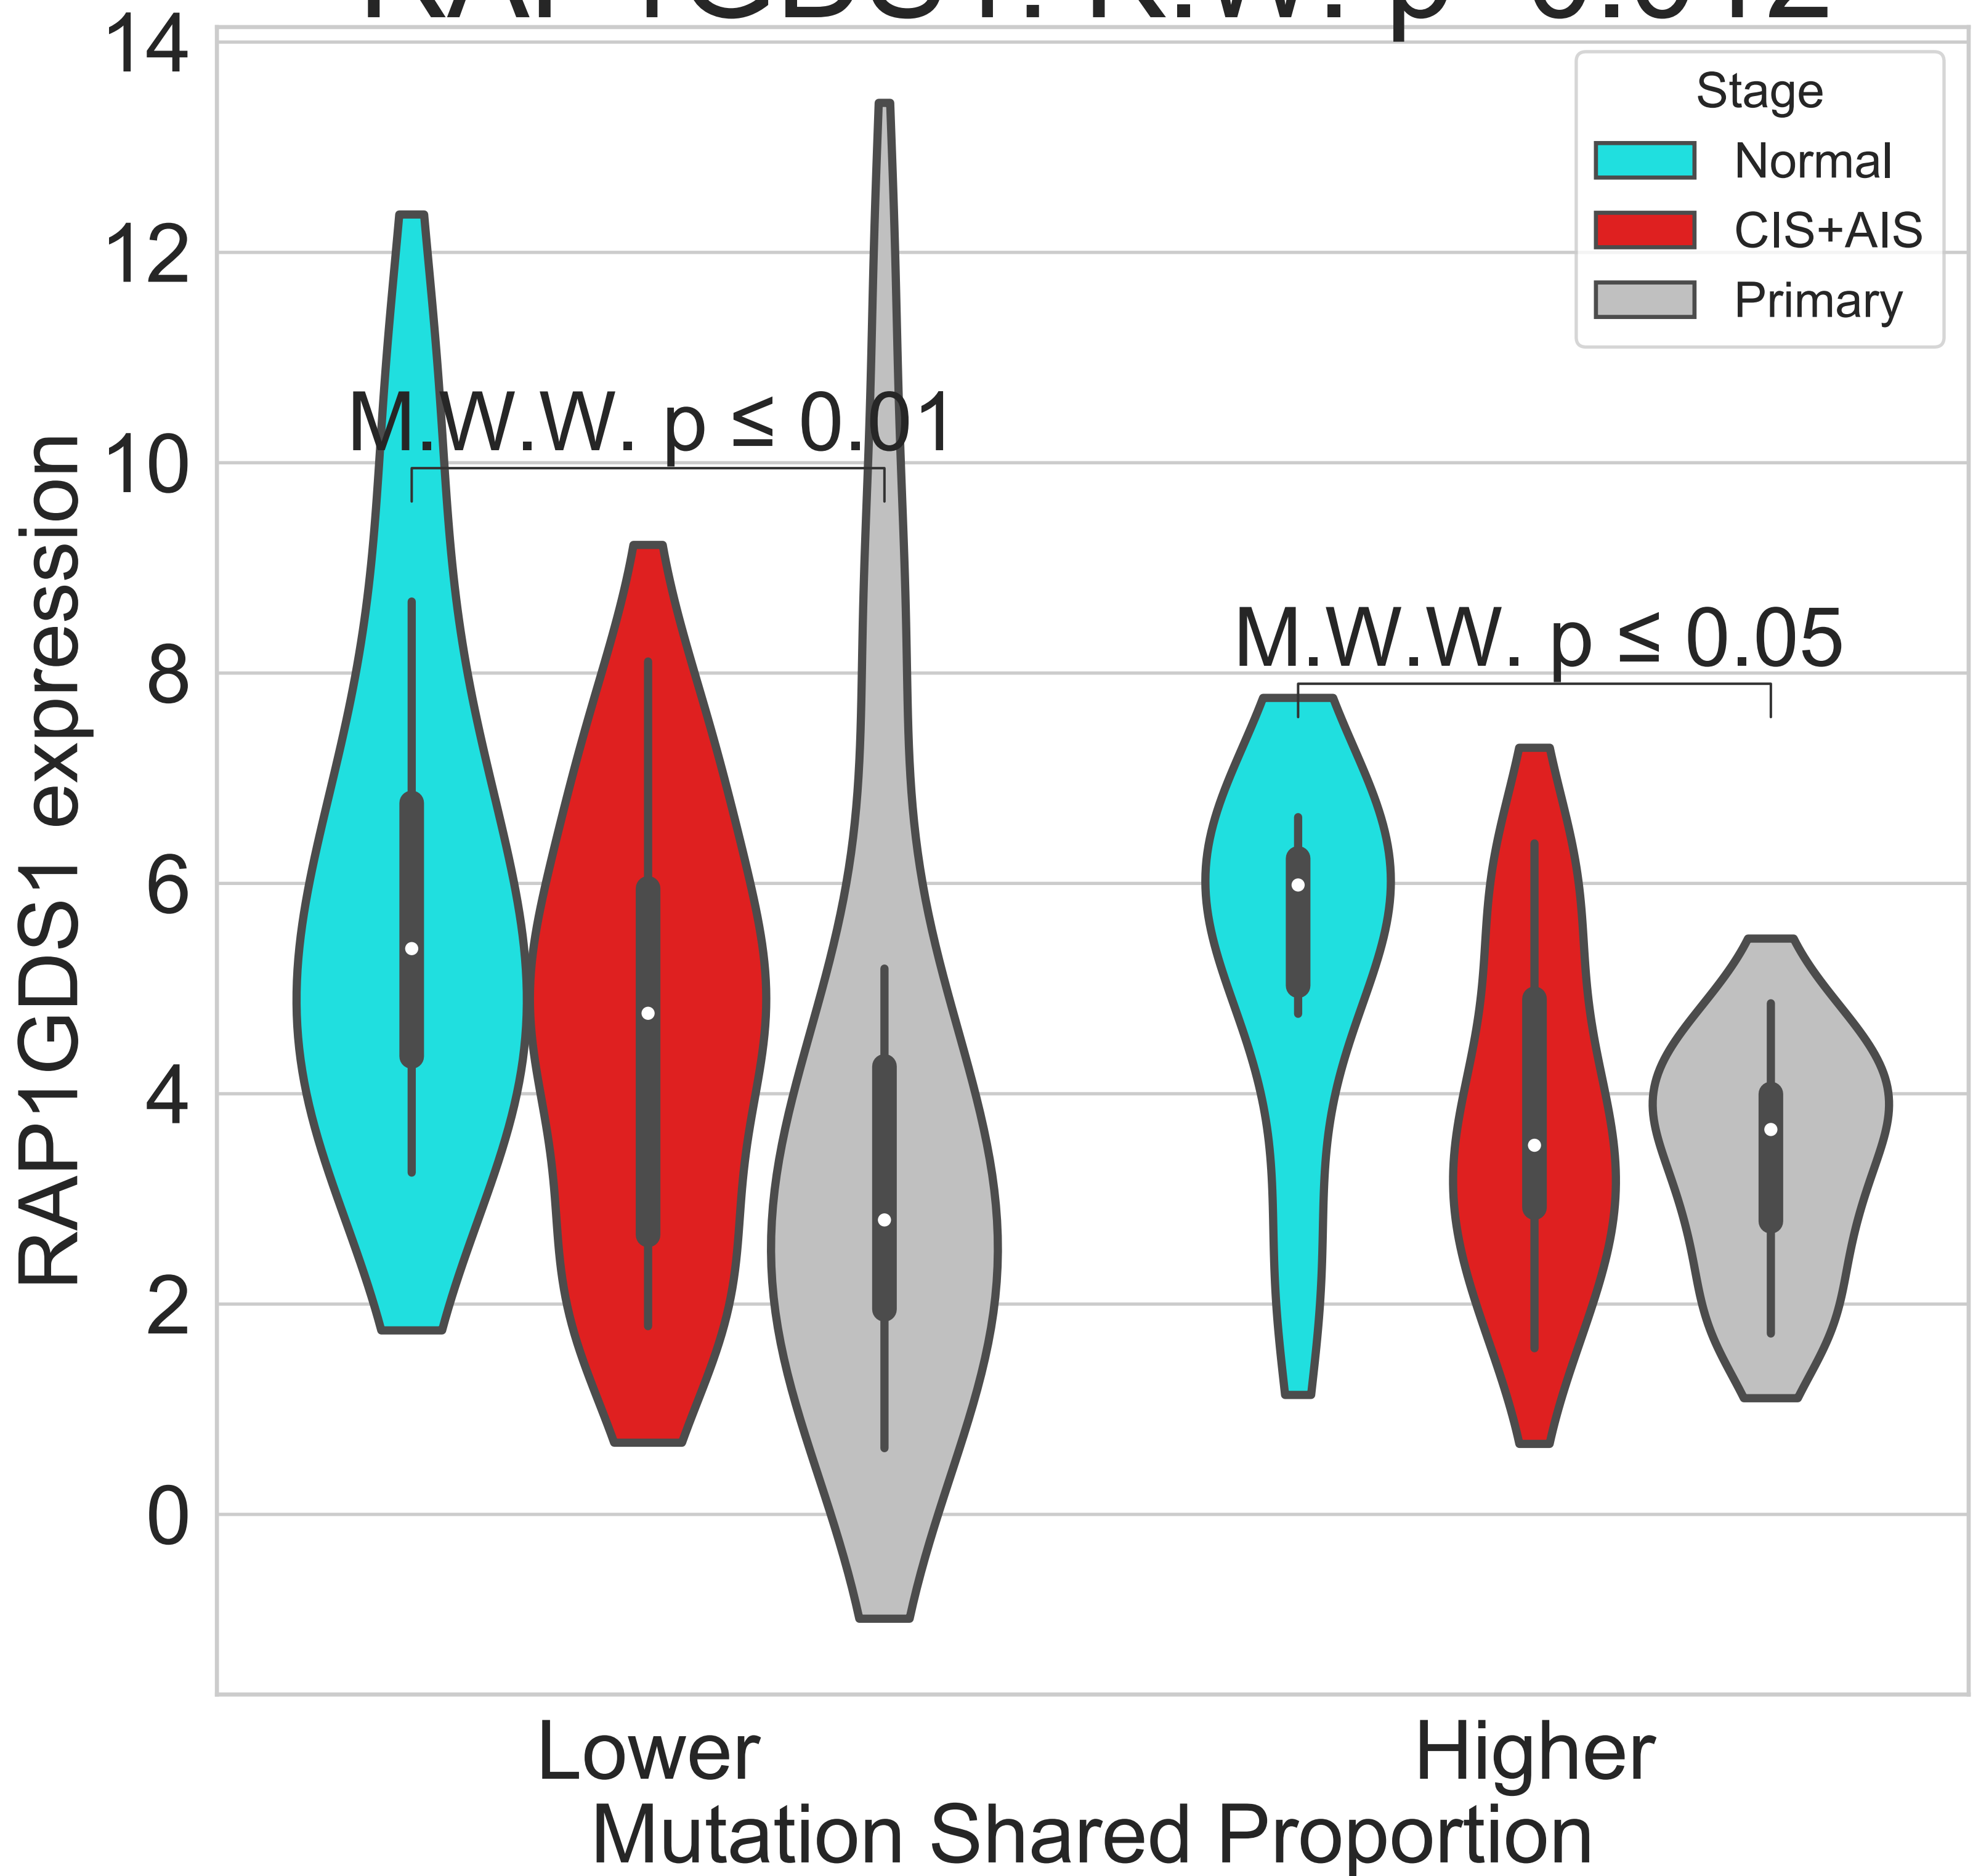 14
12
10
8
6
4
2
0
RAP1GDS1 expression
Stage
Normal
CIS+AIS
Primary
M.W.W. p ≤ 0.01
M.W.W. p ≤ 0.05
Lower
Higher
Mutation Shared Proportion